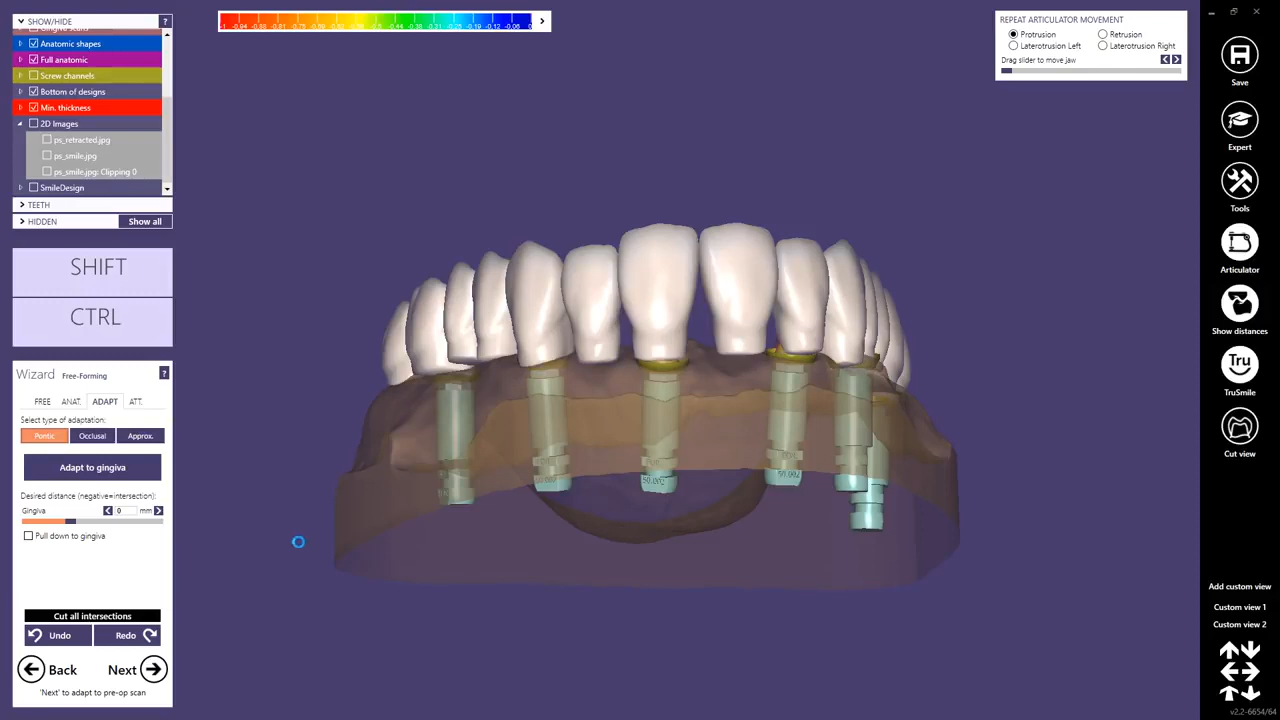 SHOW/HIDE ?
Anatomic shapes
Full anatomic
Screw channels
Bottom of designs
Min. thickness
2D Images
ps_retracted.jpg
ps_smile.jpg
ps_smile.jpg: Clipping 0
SmileDesign
TEETH
HIDDEN Show all
SHIFT
CTRL
Wizard Free-Forming ?
FREE ANAT. ADAPT ATT.
Select type of adaptation:
Pontic Occlusal Approx.
Adapt to gingiva
Desired distance (negative=intersection):
Gingiva 0 mm
Pull down to gingiva
Cut all intersections
Undo Redo
Back Next
'Next' to adapt to pre-op scan
REPEAT ARTICULATOR MOVEMENT
Protrusion Retrusion
Laterotrusion Left Laterotrusion Right
Drag slider to move jaw
Save
Expert
Tools
Articulator
Show distances
Tru
TruSmile
Cut view
Add custom view
Custom view 1
Custom view 2
v2.2-6654/64